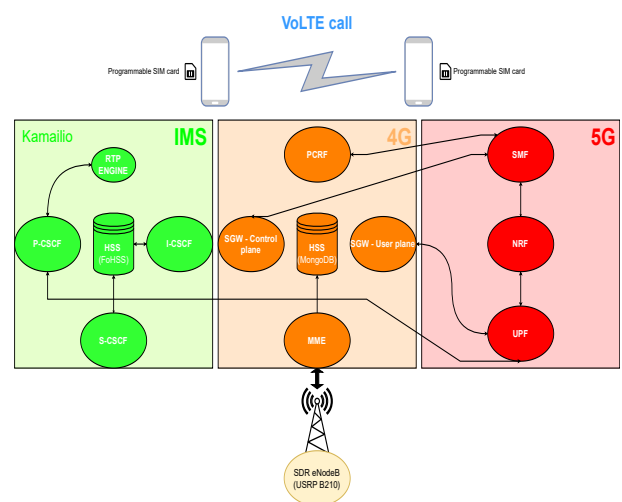 VoLTE call
Programmable SIM card
Programmable SIM card
Kamailio
IMS
4G
5G
RTP
ENGINE
PCRF
SMF
P-CSCF
HSS
(FoHSS)
I-CSCF
SGW - Control
plane
HSS
(MongoDB)
SGW - User plane
NRF
S-CSCF
MME
UPF
SDR eNodeB
(USRP B210)